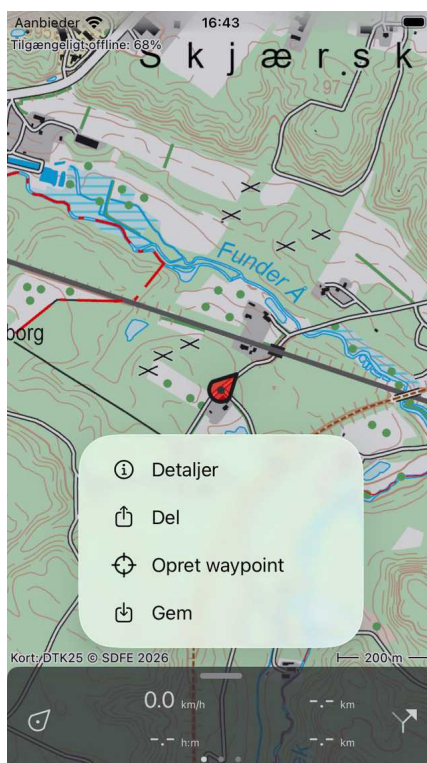 Aanbieder 16:43
Tilgængeligt offline: 68%
Skjærsk
97
Funder Å
borg
Detaljer
Del
Opret waypoint
Gem
Kort: DTK25 © SDFE 2026 200 m
0.0 km/h -.- km
-.- h:m -.- km